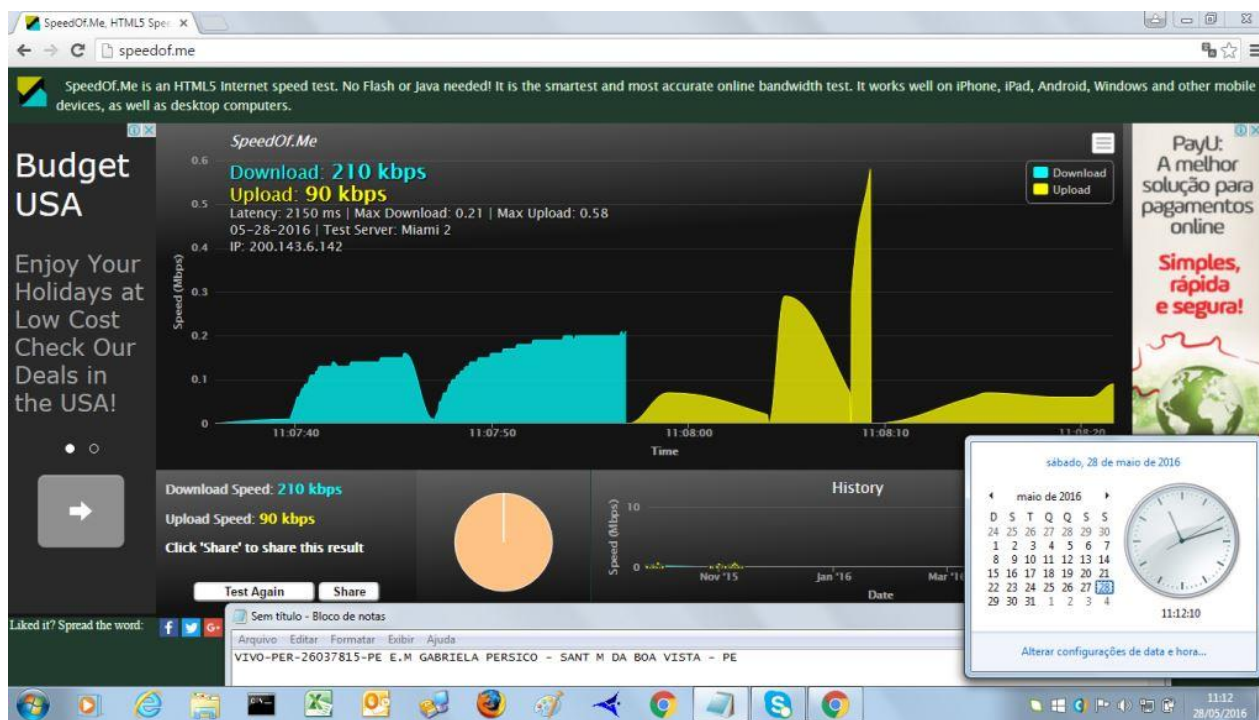 SpeedOf.Me, HTML5 Spe
speedof.me
SpeedOf.Me is an HTML5 Internet speed test. No Flash or Java needed! It is the smartest and most accurate online bandwidth test. It works well on iPhone, iPad, Android, Windows and other mobile
devices, as well as desktop computers.
Budget
USA
Enjoy Your
Holidays at
Low Cost
Check Our
Deals in
the USA!
SpeedOf.Me
Download: 210 kbps
Upload: 90 kbps
Latency: 2150 ms | Max Download: 0.21 | Max Upload: 0.58
05-28-2016 | Test Server: Miami 2
IP: 200.143.6.142
Download
Upload
Speed (Mbps)
0.6
0.5
0.4
0.3
0.2
0.1
0
11:07:40 11:07:50 11:08:00 11:08:10 11:08:20
Time
PayU:
A melhor
solução para
pagamentos
online
Simples,
rápida
e segura!
Download Speed: 210 kbps
Upload Speed: 90 kbps
Click 'Share' to share this result
Test Again Share
History
Speed (Mbps)
10
0
Nov '15 Jan '16 Mar '16
Date
sábado, 28 de maio de 2016
maio de 2016
D S T Q Q S S
24 25 26 27 28 29 30
1 2 3 4 5 6 7
8 9 10 11 12 13 14
15 16 17 18 19 20 21
22 23 24 25 26 27 28
29 30 31 1 2 3 4
11:12:10
Alterar configurações de data e hora...
Liked it? Spread the word:
Sem título - Bloco de notas
Arquivo Editar Formatar Exibir Ajuda
VIVO-PER-26037815-PE E.M GABRIELA PERSICO - SANT M DA BOA VISTA - PE
11:12
28/05/2016